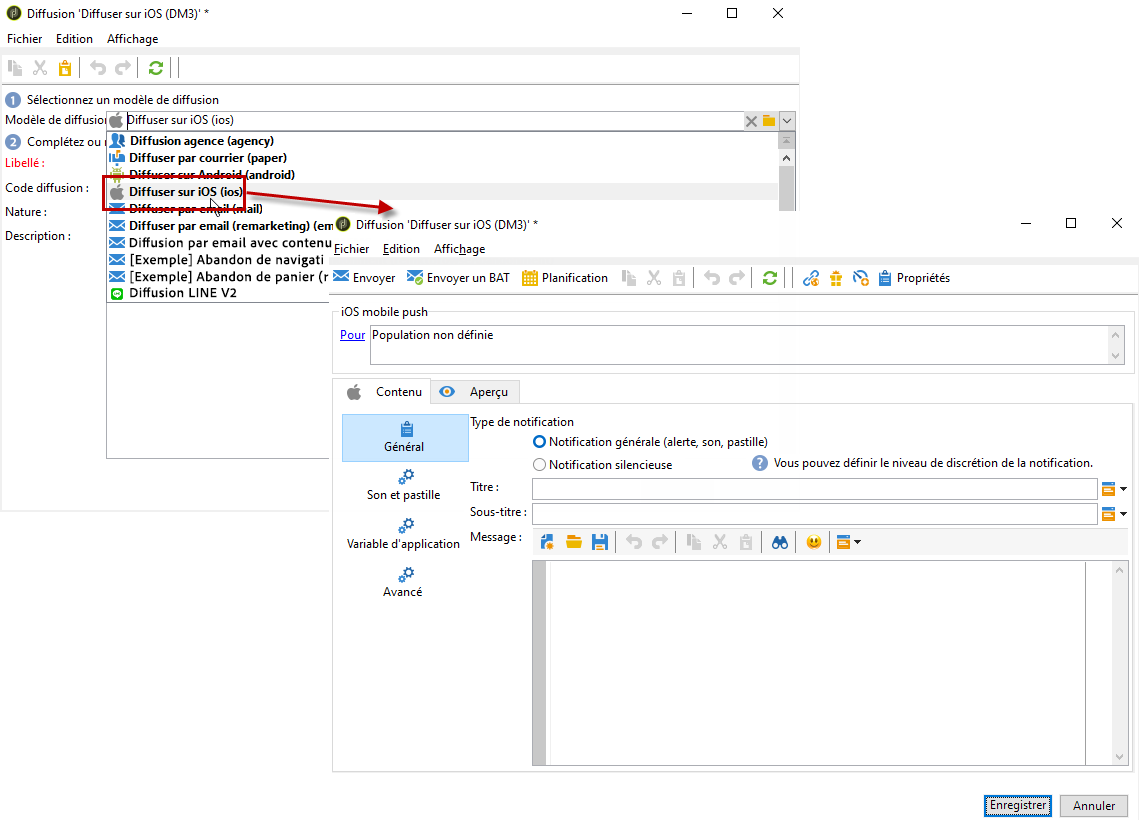 Diffusion 'Diffuser sur iOS (DM3)' *
Fichier Edition Affichage
1 Sélectionnez un modèle de diffusion
Modèle de diffusion Diffuser sur iOS (ios)
2 Complétez ou
Libellé :
Code diffusion :
Nature :
Description :
Diffusion agence (agency)
Diffuser par courrier (paper)
Diffuser sur Android (android)
Diffuser sur iOS (ios)
Diffuser par email (mail)
Diffuser par email (remarketing) (em
Diffusion par email avec contenu
[Exemple] Abandon de navigati
[Exemple] Abandon de panier (r
Diffusion LINE V2
Diffusion 'Diffuser sur iOS (DM3)' *
Fichier Edition Affichage
Envoyer Envoyer un BAT Planification Propriétés
iOS mobile push
Pour Population non définie
Contenu Aperçu
Général
Son et pastille
Variable d'application
Avancé
Type de notification
Notification générale (alerte, son, pastille)
Notification silencieuse ? Vous pouvez définir le niveau de discrétion de la notification.
Titre :
Sous-titre :
Message :
Enregistrer Annuler